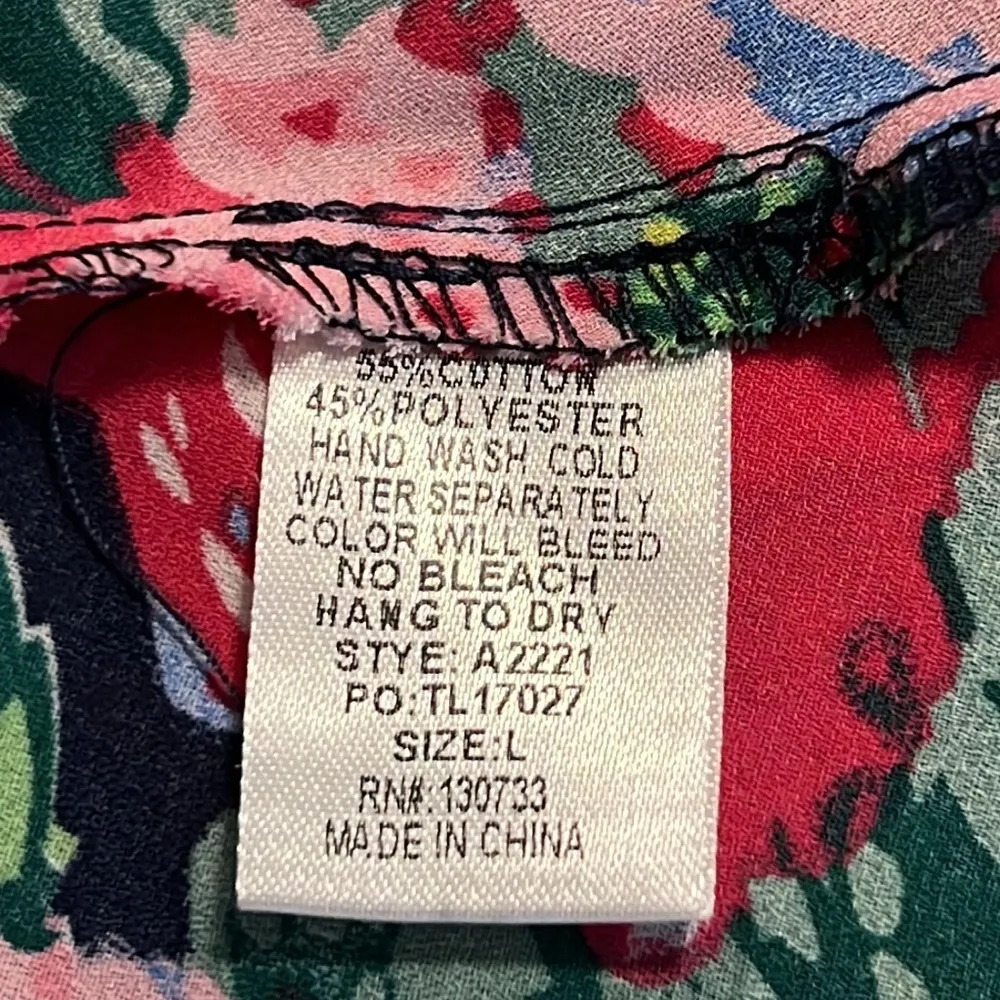 55%COTTON
45%POLYESTER
HAND WASH COLD
WATER SEPARATELY
COLOR WILL BLEED
NO BLEACH
HANG TO DRY
STYE: A2221
PO:TL17027
SIZE:L
RN#:130733
MADE IN CHINA